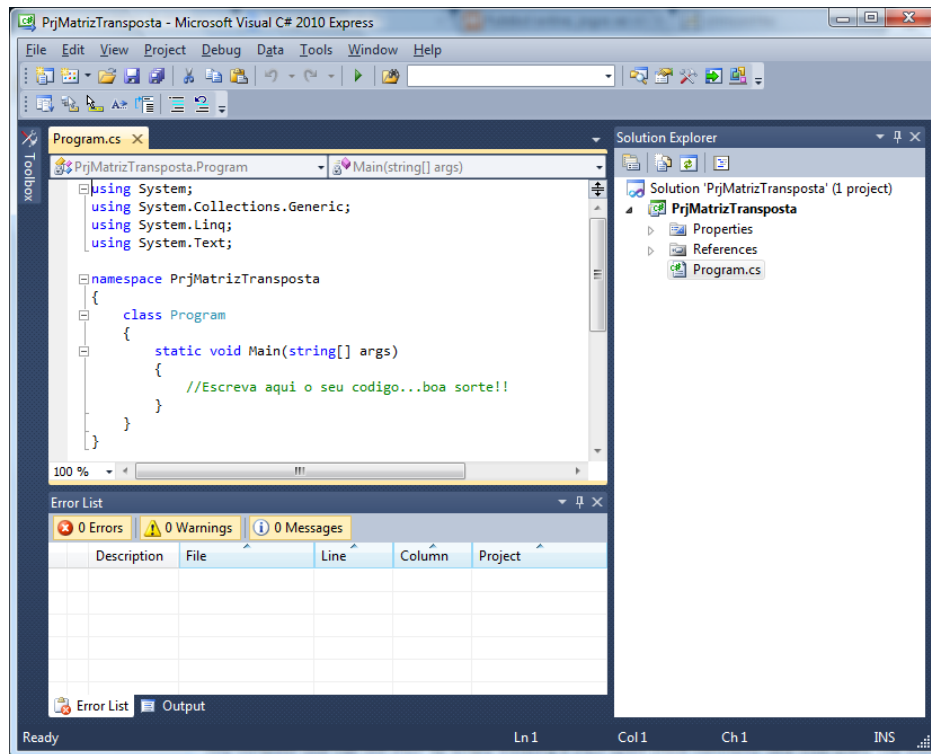 PrjMatrizTransposta - Microsoft Visual C# 2010 Express
File Edit View Project Debug Data Tools Window Help
Toolbox
Program.cs
PrjMatrizTransposta.Program
Main(string[] args)
using System;
using System.Collections.Generic;
using System.Linq;
using System.Text;
namespace PrjMatrizTransposta
{
class Program
{
static void Main(string[] args)
{
//Escreva aqui o seu codigo...boa sorte!!
}
}
}
100 %
Solution Explorer
Solution 'PrjMatrizTransposta' (1 project)
PrjMatrizTransposta
Properties
References
Program.cs
Error List
0 Errors 0 Warnings 0 Messages
Description File Line Column Project
Error List Output
Ready Ln 1 Col 1 Ch 1 INS